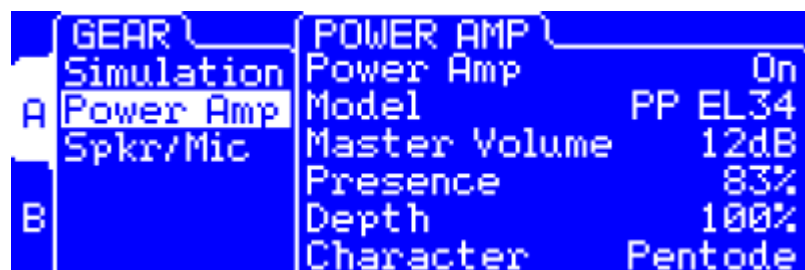 GEAR POWER AMP
Simulation Power Amp On
A Power Amp Model PP EL34
Spkr/Mic Master Volume 12dB
Presence 83%
B Depth 100%
Character Pentode